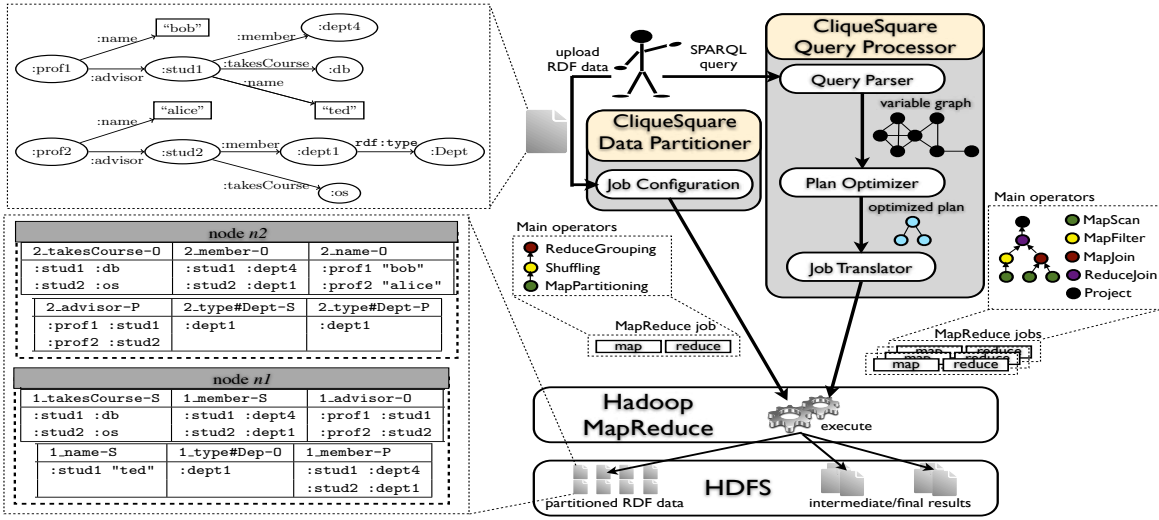 :name
"bob"
:prof1
:advisor
:stud1
:member
:dept4
:takesCourse
:db
:name
"ted"
:name
"alice"
:prof2
:advisor
:stud2
:member
:dept1
rdf:type
:Dept
:takesCourse
:os
node n2
2_takesCourse-O 2_member-O 2_name-O
:stud1 :db :stud1 :dept4 :prof1 "bob"
:stud2 :os :stud2 :dept1 :prof2 "alice"
2_advisor-P 2_type#Dept-S 2_type#Dept-P
:prof1 :stud1 :dept1 :dept1
:prof2 :stud2
node n1
1_takesCourse-S 1_member-S 1_advisor-O
:stud1 :db :stud1 :dept4 :prof1 :stud1
:stud2 :os :stud2 :dept1 :prof2 :stud2
1_name-S 1_type#Dep-O 1_member-P
:stud1 "ted" :dept1 :stud1 :dept4
:stud2 :dept1
upload
RDF data
SPARQL
query
CliqueSquare
Data Partitioner
Job Configuration
CliqueSquare
Query Processor
Query Parser
variable graph
Plan Optimizer
optimized plan
Job Translator
Main operators
ReduceGrouping
Shuffling
MapPartitioning
Main operators
MapScan
MapFilter
MapJoin
ReduceJoin
Project
MapReduce job
map reduce
MapReduce jobs
map reduce
map reduce
map reduce
Hadoop
MapReduce
execute
HDFS
partitioned RDF data
intermediate/final results